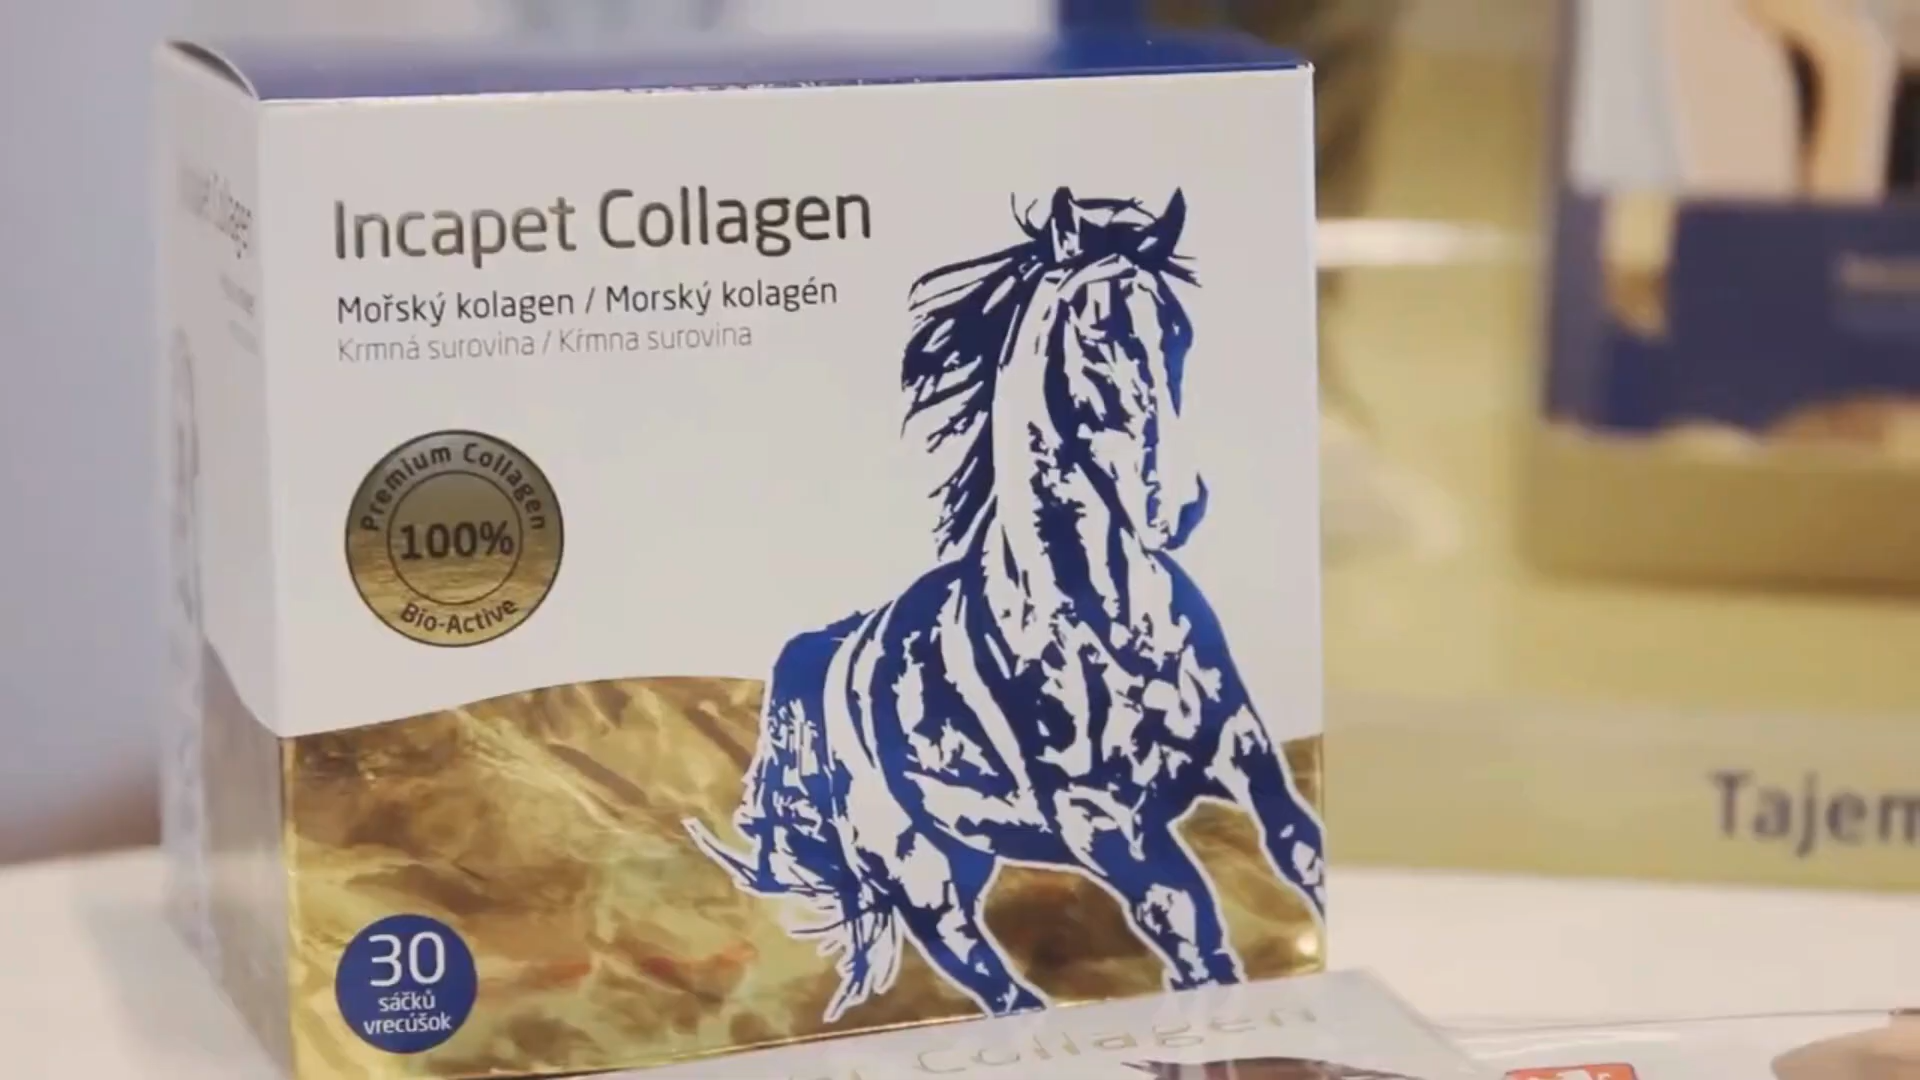 Incapet Collagen
Mořský kolagen / Morský kolagén
Krmná surovina / Kŕmna surovina
Premium Collagen
100%
Bio-Active
30
sáčků
vrecúšok
Tajem
Collagen